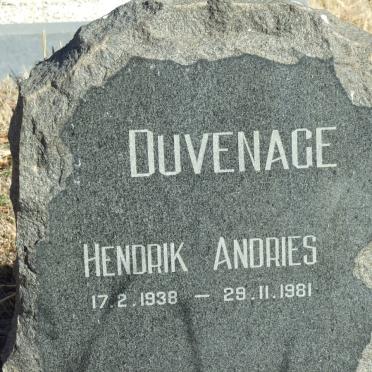 DUVENAGE
HENDRIK ANDRIES
17.2.1938 — 29.11.1981